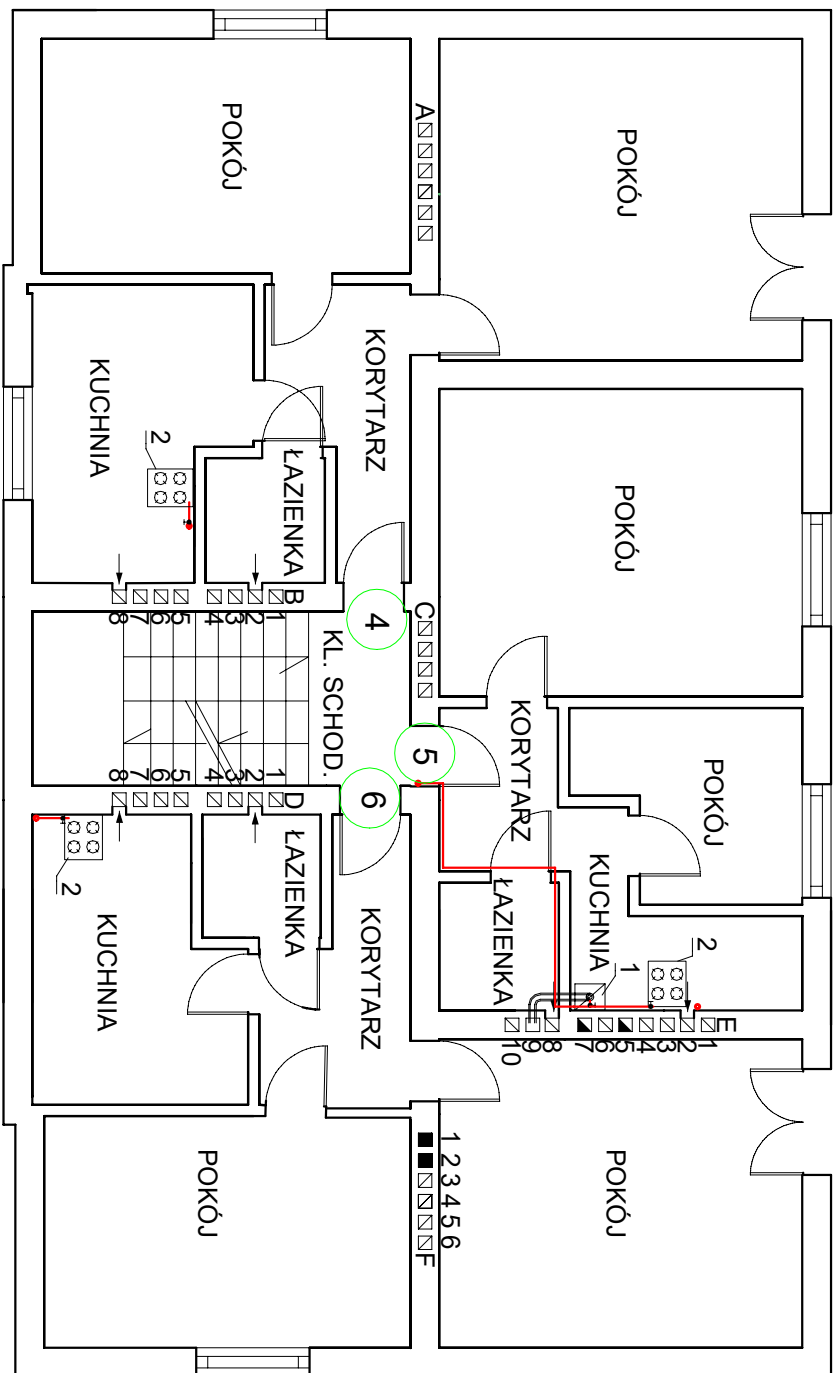 POKÓJ
POKÓJ
POKÓJ
POKÓJ
2
1
KUCHNIA
KORYTARZ
ŁAZIENKA
E
1
2
3
4
5
6
7
8
9
10
A
C
5
1
2
3
4
5
6
F
4
6
KORYTARZ
KORYTARZ
KL. SCHOD.
ŁAZIENKA
ŁAZIENKA
B
1
2
3
4
5
6
7
8
D
1
2
3
4
5
6
7
8
POKÓJ
POKÓJ
2
KUCHNIA
KUCHNIA
2